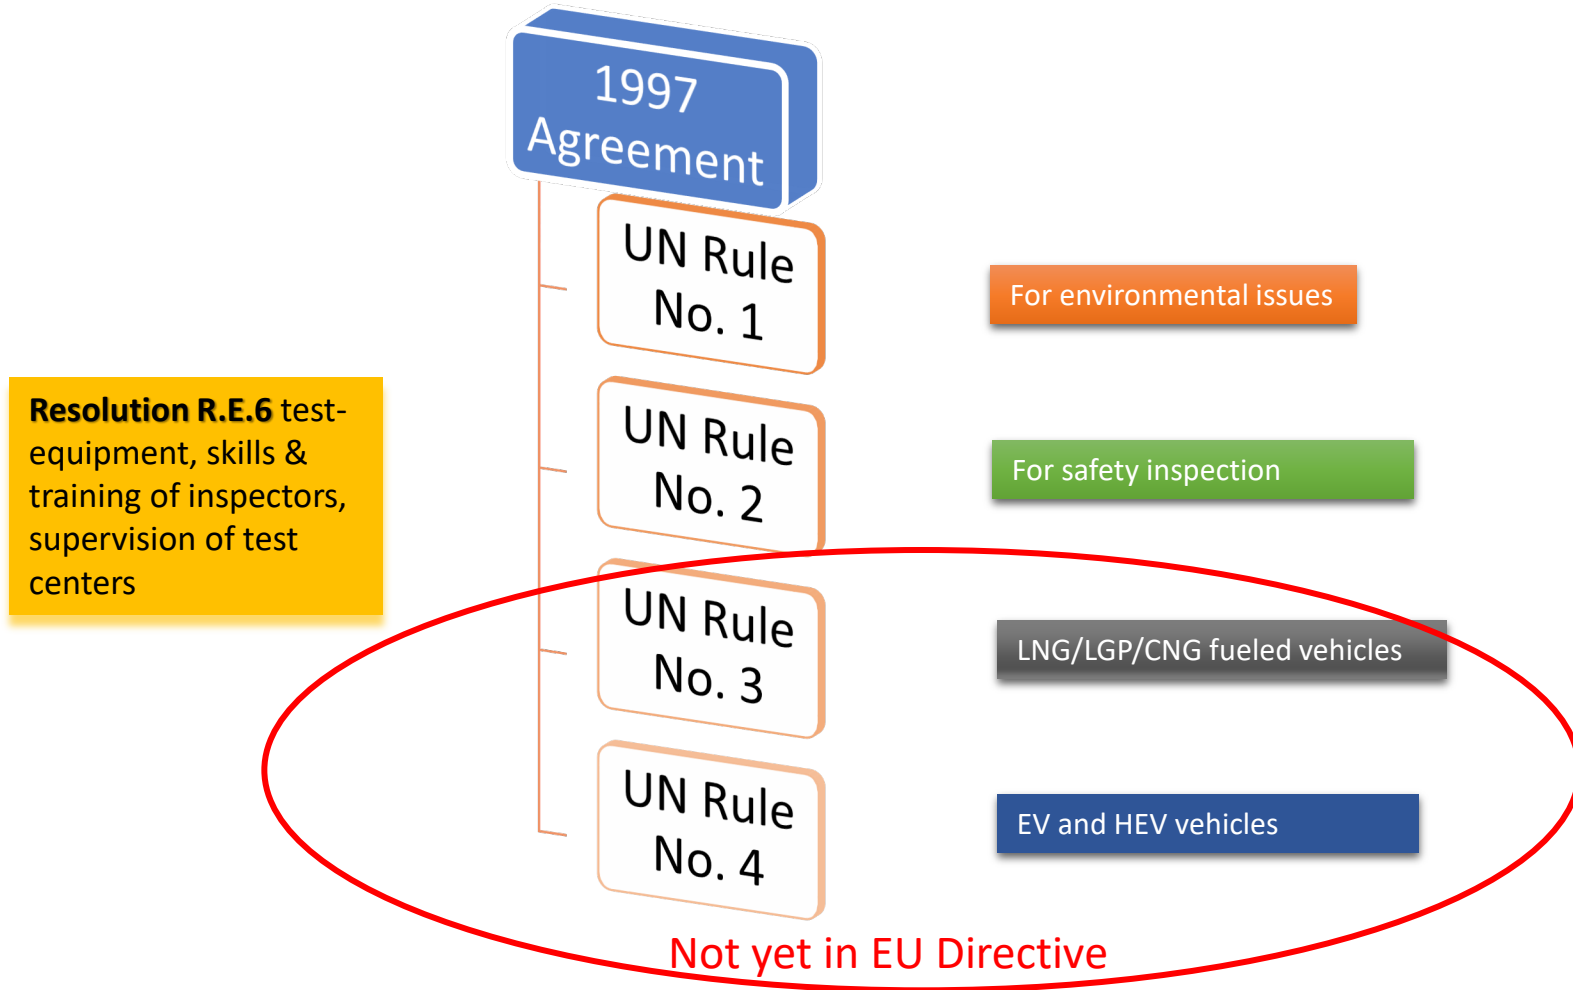 1997
Agreement
UN Rule
No. 1
For environmental issues
Resolution R.E.6 test-
equipment, skills &
training of inspectors,
supervision of test
centers
UN Rule
No. 2
For safety inspection
UN Rule
No. 3
LNG/LGP/CNG fueled vehicles
UN Rule
No. 4
EV and HEV vehicles
Not yet in EU Directive